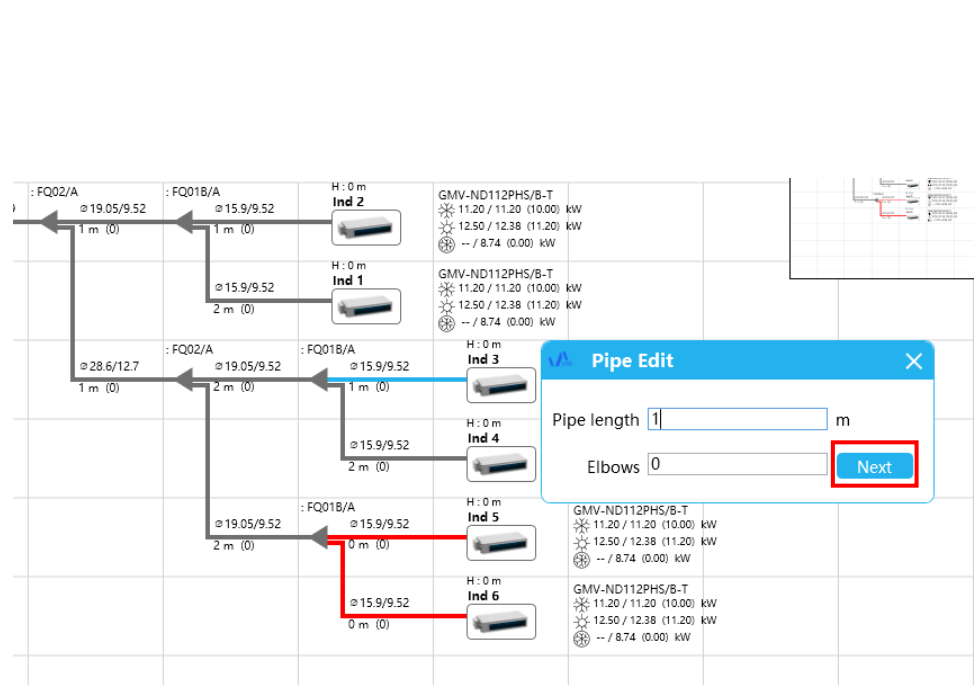 : FQ02/A
: FQ01B/A
H : 0 m
Ind 2
⌀ 19.05/9.52
1 m (0)
⌀ 15.9/9.52
1 m (0)
GMV-ND112PHS/B-T
11.20 / 11.20 (10.00) kW
12.50 / 12.38 (11.20) kW
-- / 8.74 (0.00) kW
H : 0 m
Ind 1
⌀ 15.9/9.52
2 m (0)
GMV-ND112PHS/B-T
11.20 / 11.20 (10.00) kW
12.50 / 12.38 (11.20) kW
-- / 8.74 (0.00) kW
: FQ02/A
: FQ01B/A
H : 0 m
Ind 3
⌀ 28.6/12.7
1 m (0)
⌀ 19.05/9.52
2 m (0)
⌀ 15.9/9.52
1 m (0)
Pipe Edit
Pipe length 1 m
Elbows 0 Next
H : 0 m
Ind 4
⌀ 15.9/9.52
2 m (0)
: FQ01B/A
H : 0 m
Ind 5
⌀ 19.05/9.52
2 m (0)
⌀ 15.9/9.52
0 m (0)
GMV-ND112PHS/B-T
11.20 / 11.20 (10.00) kW
12.50 / 12.38 (11.20) kW
-- / 8.74 (0.00) kW
H : 0 m
Ind 6
⌀ 15.9/9.52
0 m (0)
GMV-ND112PHS/B-T
11.20 / 11.20 (10.00) kW
12.50 / 12.38 (11.20) kW
-- / 8.74 (0.00) kW